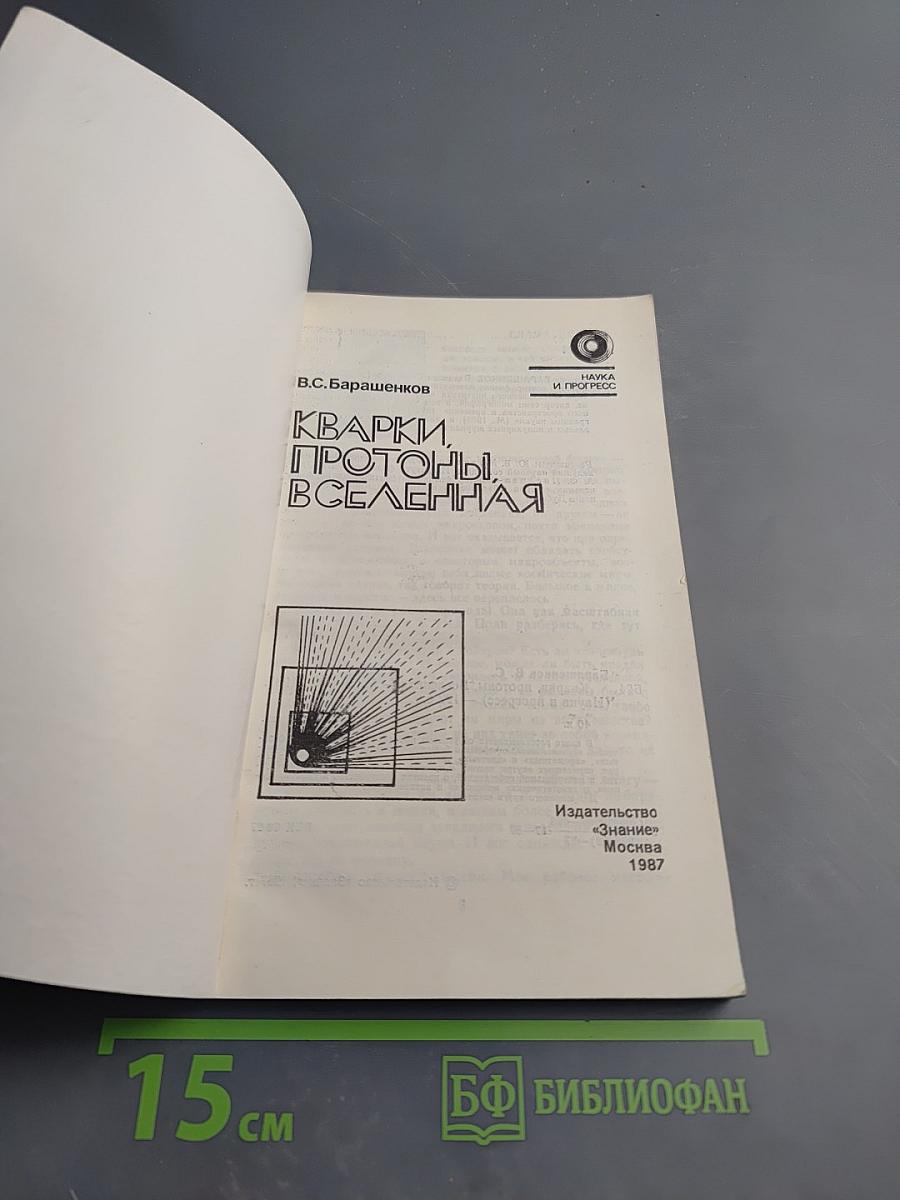 НАУКА
И ПРОГРЕСС
В.С.Барашенков
КВАРКИ,
ПРОТОНЫ,
ВСЕЛЕННАЯ
Издательство
«Знание»
Москва
1987
15 см
БФ БИБЛИОФАН